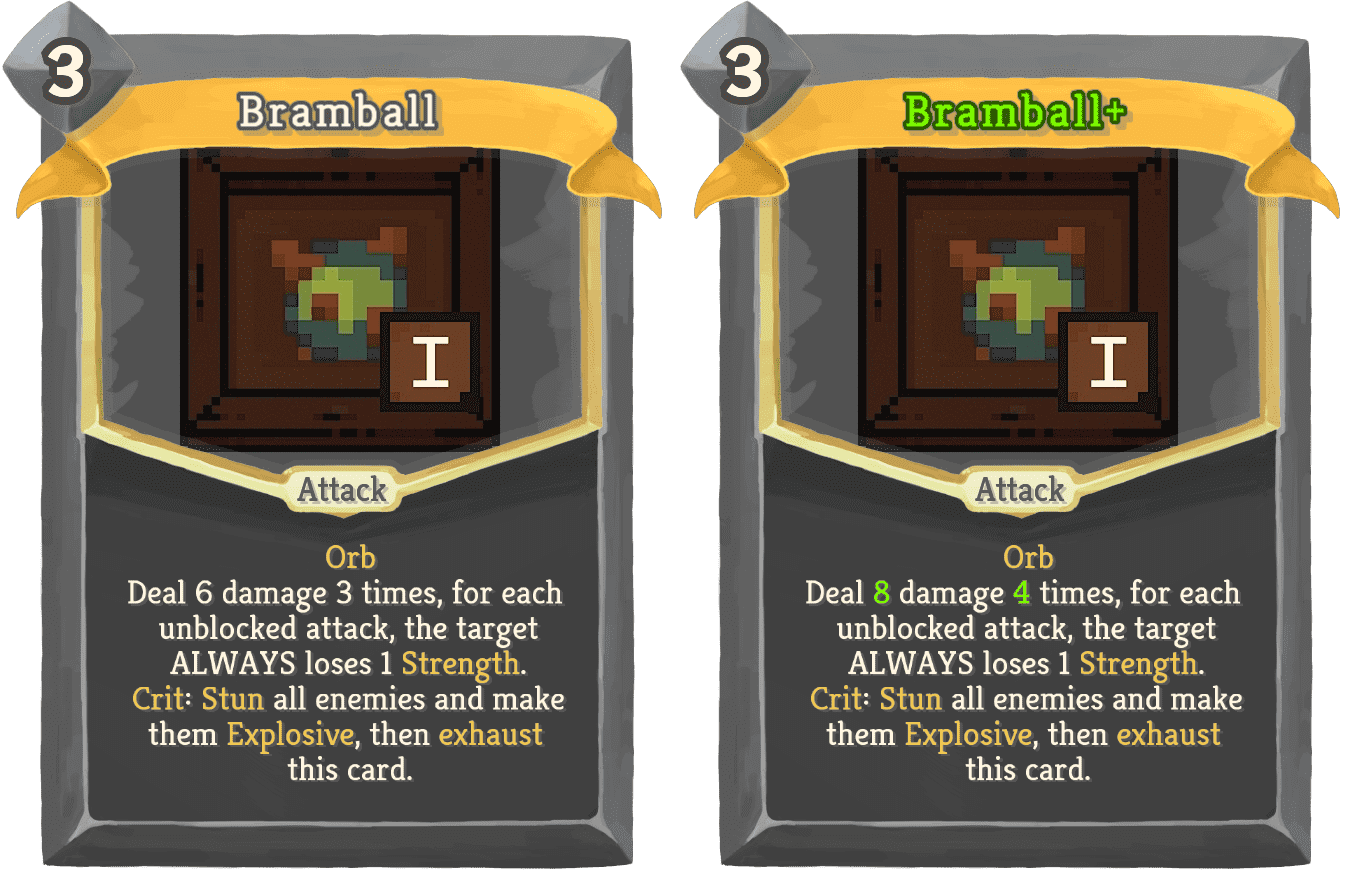 3
Bramball
I
Attack
Orb
Deal 6 damage 3 times, for each
unblocked attack, the target
ALWAYS loses 1 Strength.
Crit: Stun all enemies and make
them Explosive, then exhaust
this card.
3
Bramball+
I
Attack
Orb
Deal 8 damage 4 times, for each
unblocked attack, the target
ALWAYS loses 1 Strength.
Crit: Stun all enemies and make
them Explosive, then exhaust
this card.